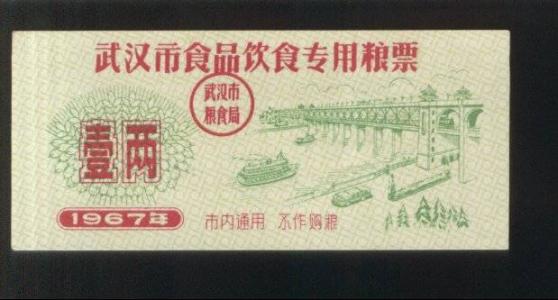 武汉市食品饮食专用粮票
武汉市
粮食局
壹两
1967年
市内通用 不作购粮